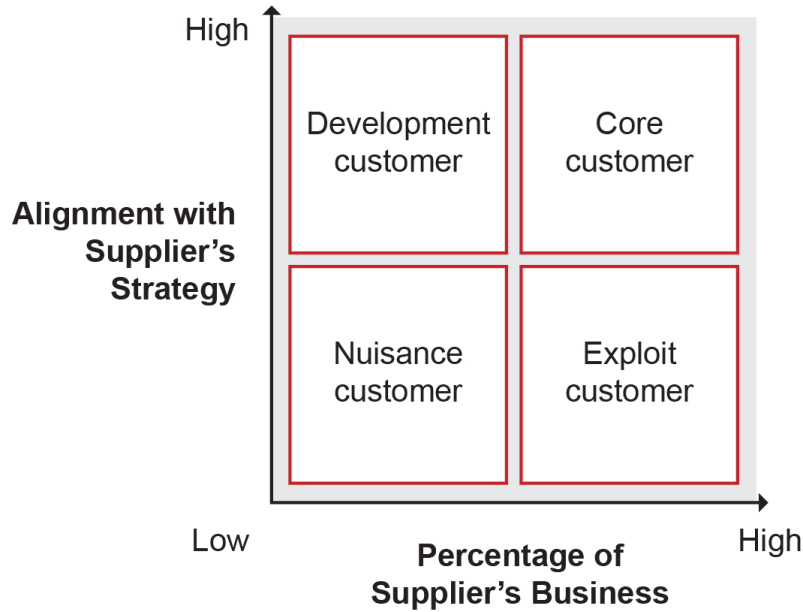 High
Development
customer
Core
customer
Alignment with
Supplier’s
Strategy
Nuisance
customer
Exploit
customer
Low
High
Percentage of
Supplier’s Business